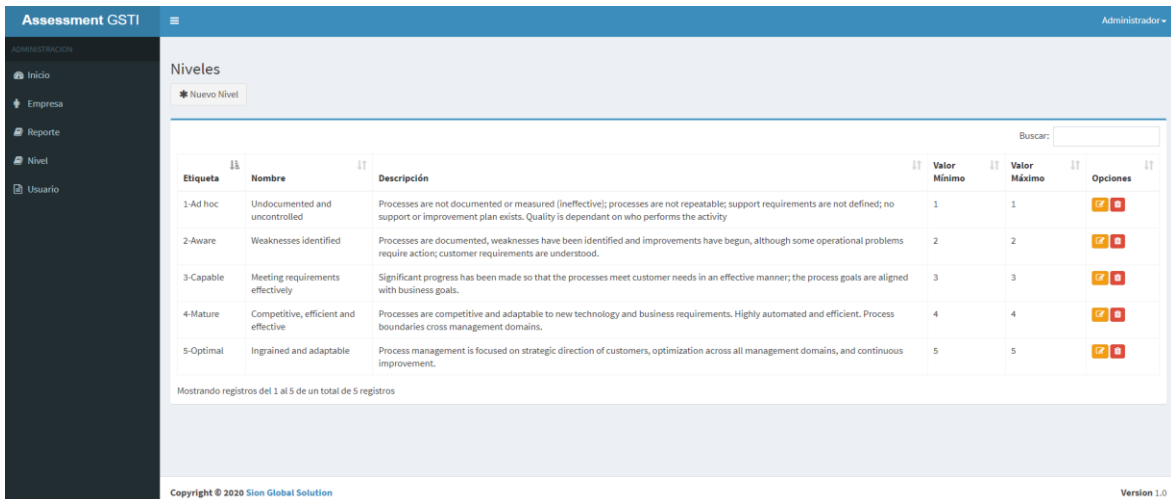 Assessment GSTI
Administrador
ADMINISTRACION
Inicio
Empresa
Reporte
Nivel
Usuario
Niveles
Nuevo Nivel
Buscar:
Etiqueta Nombre Descripción Valor Mínimo Valor Máximo Opciones
1-Ad hoc Undocumented and uncontrolled Processes are not documented or measured (ineffective); processes are not repeatable; support requirements are not defined; no support or improvement plan exists. Quality is dependant on who performs the activity 1 1
2-Aware Weaknesses identified Processes are documented, weaknesses have been identified and improvements have begun, although some operational problems require action; customer requirements are understood. 2 2
3-Capable Meeting requirements effectively Significant progress has been made so that the processes meet customer needs in an effective manner; the process goals are aligned with business goals. 3 3
4-Mature Competitive, efficient and effective Processes are competitive and adaptable to new technology and business requirements. Highly automated and efficient. Process boundaries cross management domains. 4 4
5-Optimal Ingrained and adaptable Process management is focused on strategic direction of customers, optimization across all management domains, and continuous improvement. 5 5
Mostrando registros del 1 al 5 de un total de 5 registros
Copyright © 2020 Sion Global Solution
Version 1.0